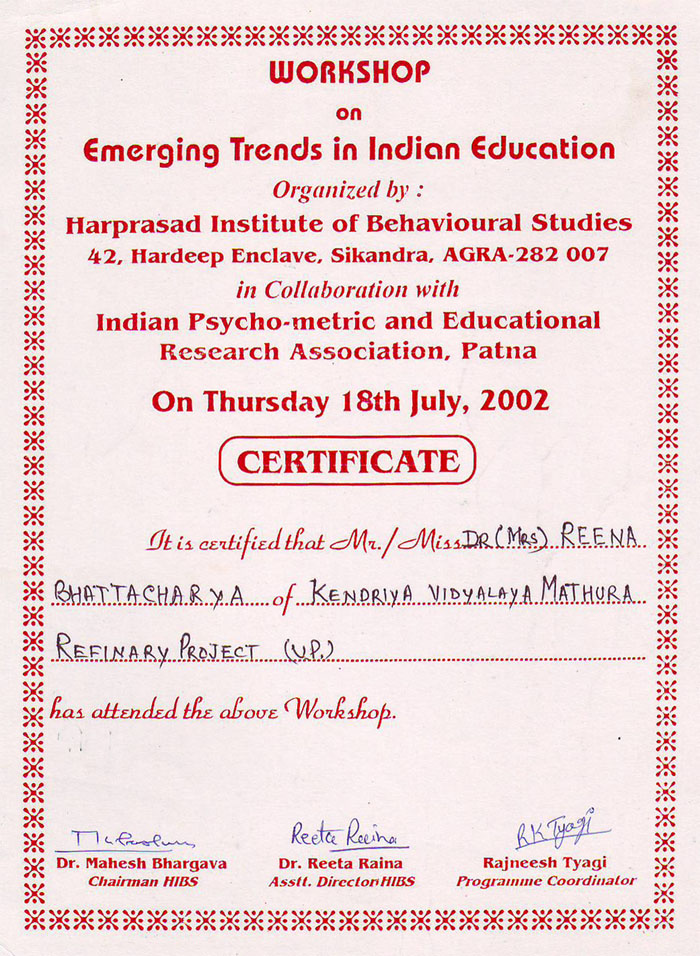 WORKSHOP
on
Emerging Trends in Indian Education
Organized by :
Harprasad Institute of Behavioural Studies
42, Hardeep Enclave, Sikandra, AGRA-282 007
in Collaboration with
Indian Psycho-metric and Educational
Research Association, Patna
On Thursday 18th July, 2002
CERTIFICATE
It is certified that Mr./Miss DR (MRS) REENA
BHATTACHARYA of KENDRIYA VIDYALAYA MATHURA
REFINARY PROJECT (U.P.)
has attended the above Workshop.
Reeta Raina RK Tyagi
Dr. Mahesh Bhargava Dr. Reeta Raina Rajneesh Tyagi
Chairman HIBS Asstt. Director HIBS Programme Coordinator